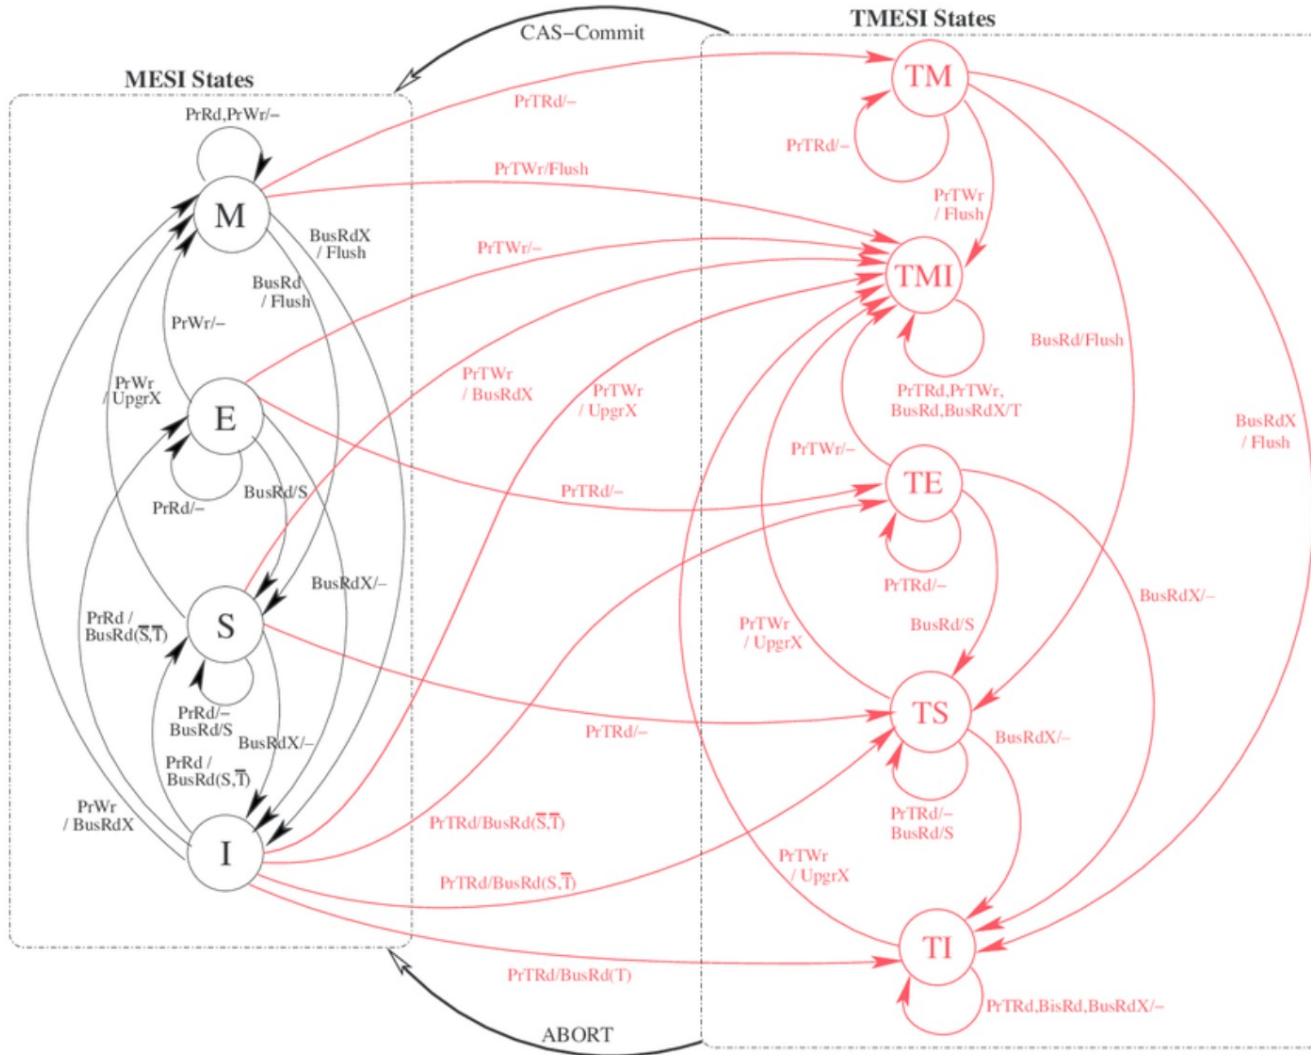 TMESI States
CAS–Commit
MESI States
TM
PrTRd/–
PrRd,PrWr/–
PrTRd/–
PrTWr/Flush
PrTWr
/ Flush
M
BusRdX
/ Flush
PrTWr/–
TMI
BusRd
/ Flush
PrWr/–
BusRd/Flush
PrWr
/ UpgrX
PrTWr
/ BusRdX
PrTWr
/ UpgrX
PrTRd,PrTWr,
BusRd,BusRdX/T
E
BusRdX
/ Flush
PrTWr/–
BusRd/S
PrRd/–
PrTRd/–
TE
BusRdX/–
PrTRd/–
BusRdX/–
PrRd /
BusRd(S̅,T̅)
S
BusRd/S
PrTWr
/ UpgrX
PrRd/–
BusRd/S
TS
PrTRd/–
BusRdX/–
BusRdX/–
PrRd /
BusRd(S,T̅)
PrWr
/ BusRdX
PrTRd/–
BusRd/S
PrTRd/BusRd(S̅,T̅)
I
PrTWr
/ UpgrX
PrTRd/BusRd(S,T̅)
TI
PrTRd/BusRd(T)
PrTRd,BisRd,BusRdX/–
ABORT